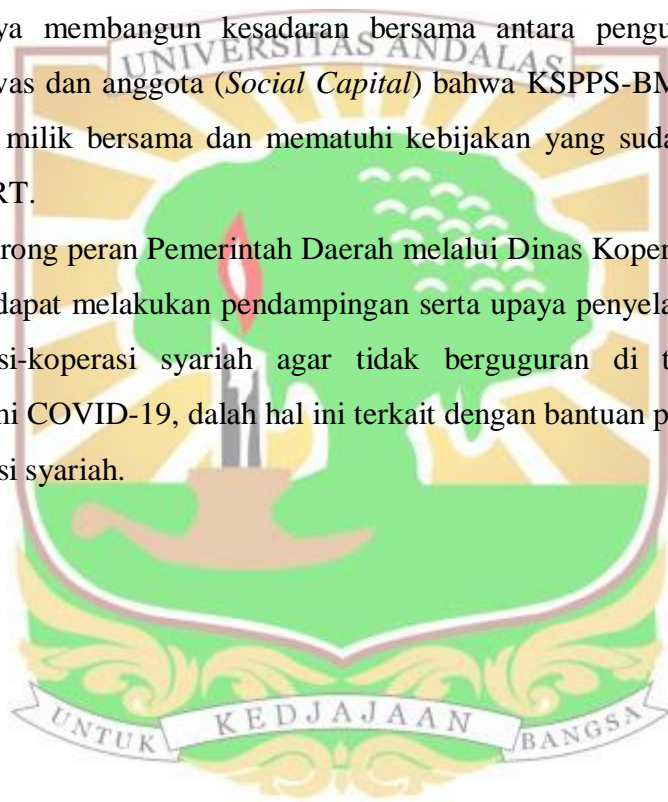 ya membangun kesadaran bersama antara pengu
UNIVERSITAS ANDALAS
vas dan anggota (Social Capital) bahwa KSPPS-BM
milik bersama dan mematuhi kebijakan yang suda
RT.
rong peran Pemerintah Daerah melalui Dinas Koper
dapat melakukan pendampingan serta upaya penyela
si-koperasi syariah agar tidak berguguran di t
ni COVID-19, dalah hal ini terkait dengan bantuan p
si syariah.
UNTUK KEDJAJAAN BANGSA